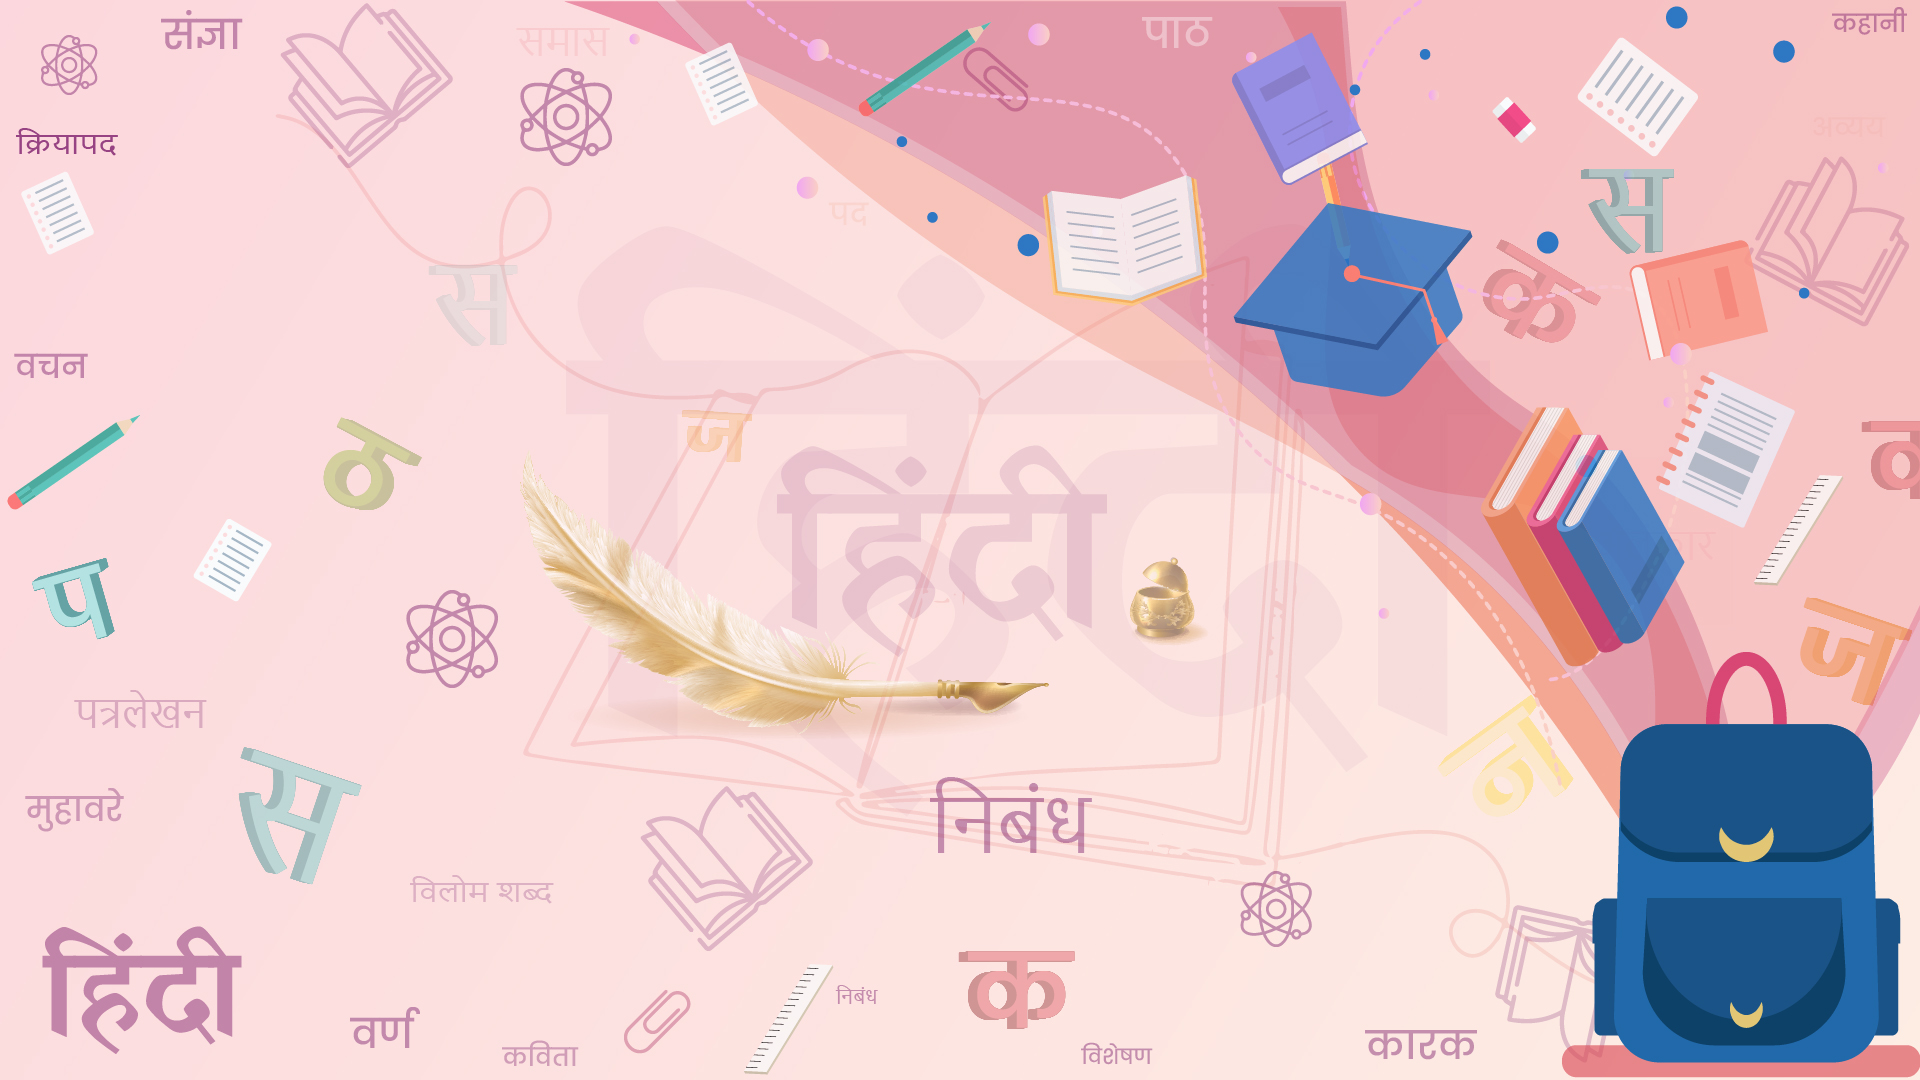 संज्ञा
समास
पाठ
कहानी
क्रियापद
अव्यय
पद
स
स
क
वचन
ज
ठ
क
हिंदी
हिंदी
प
ज
पत्रलेखन
स
मुहावरे
निबंध
विलोम शब्द
हिंदी
क
निबंध
वर्ण
कविता
विशेषण
कारक